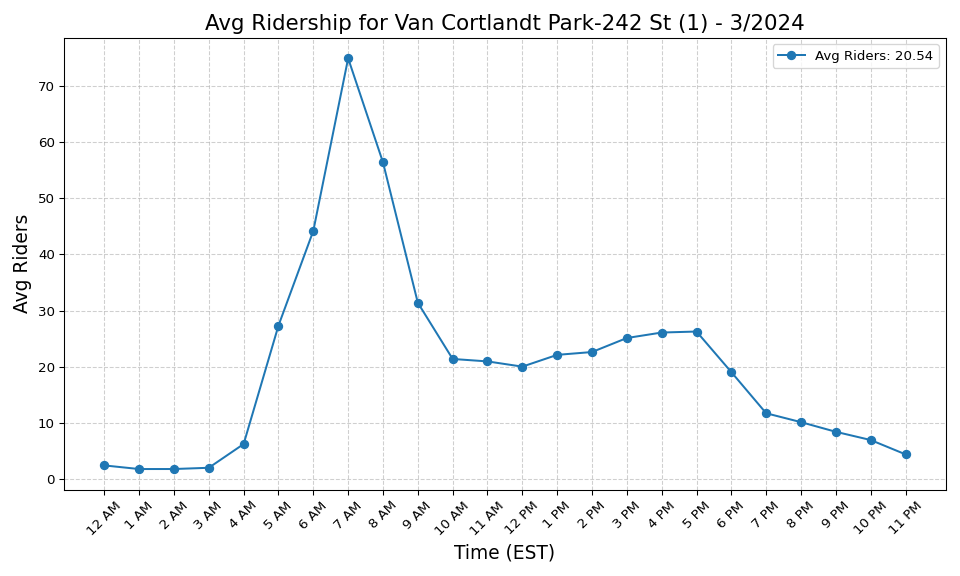 Avg Ridership for Van Cortlandt Park-242 St (1) - 3/2024
Avg Riders: 20.54
Avg Riders
70
60
50
40
30
20
10
0
12 AM
1 AM
2 AM
3 AM
4 AM
5 AM
6 AM
7 AM
8 AM
9 AM
10 AM
11 AM
12 PM
1 PM
2 PM
3 PM
4 PM
5 PM
6 PM
7 PM
8 PM
9 PM
10 PM
11 PM
Time (EST)